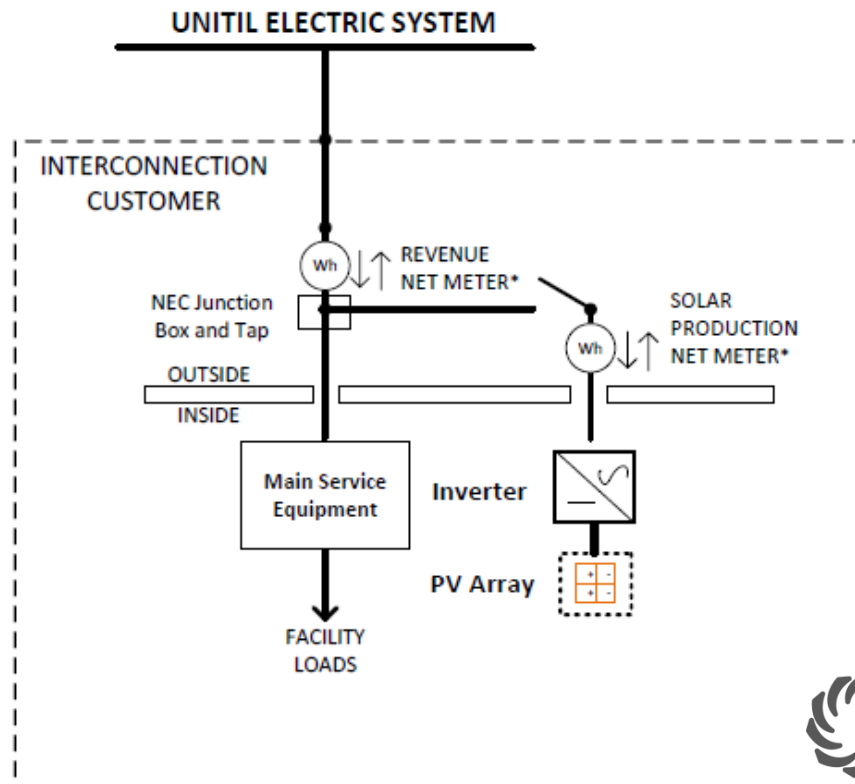 UNITIL ELECTRIC SYSTEM
INTERCONNECTION
CUSTOMER
Wh
REVENUE
NET METER*
NEC Junction
Box and Tap
SOLAR
PRODUCTION
NET METER*
Wh
OUTSIDE
INSIDE
Main Service
Equipment
Inverter
PV Array
+ -
+ -
FACILITY
LOADS